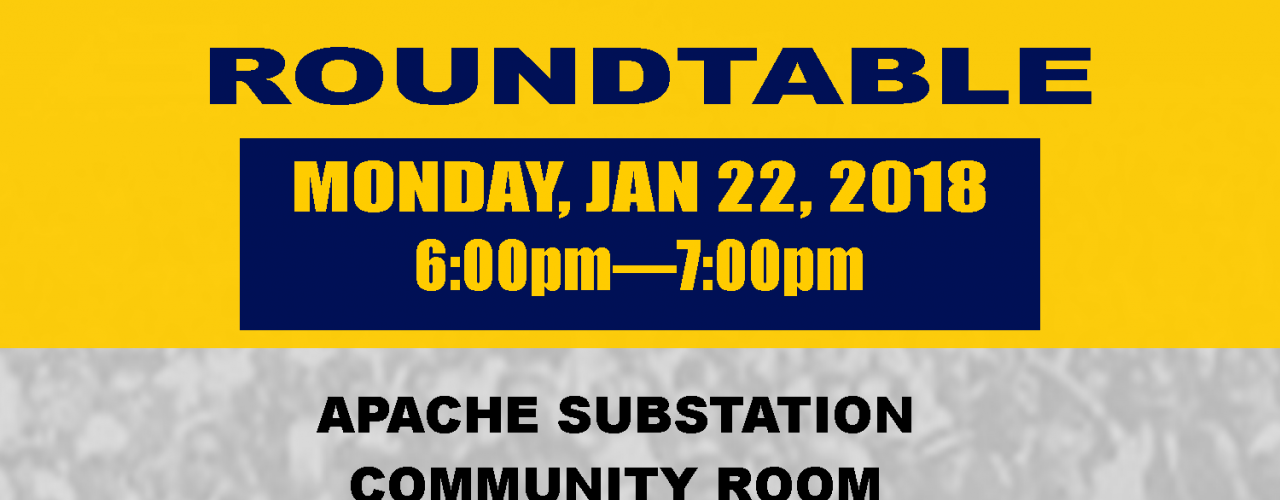 ROUNDTABLE
MONDAY, JAN 22, 2018
6:00pm—7:00pm
APACHE SUBSTATION
COMMUNITY ROOM